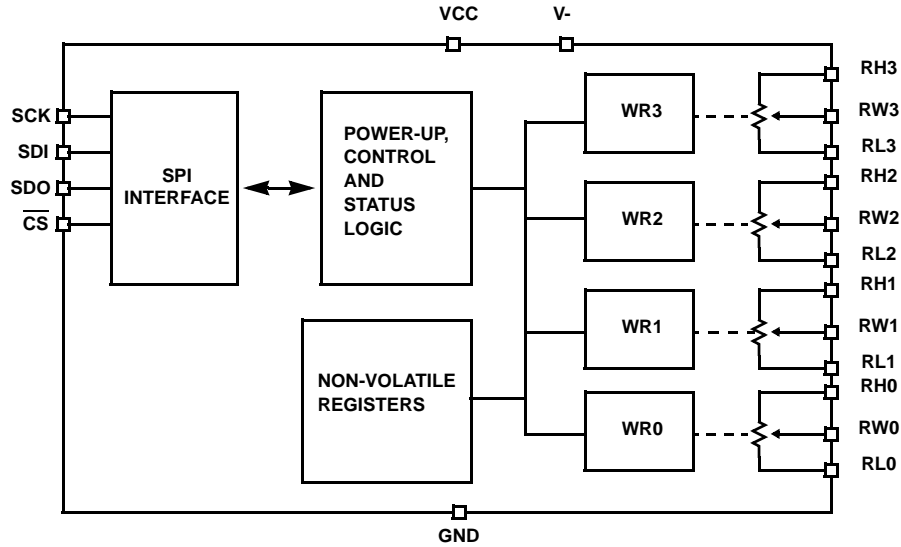 VCC
V-
SCK
SDI
SDO
CS
SPI
INTERFACE
POWER-UP,
CONTROL
AND
STATUS
LOGIC
NON-VOLATILE
REGISTERS
WR3
WR2
WR1
WR0
RH3
RW3
RL3
RH2
RW2
RL2
RH1
RW1
RL1
RH0
RW0
RL0
GND